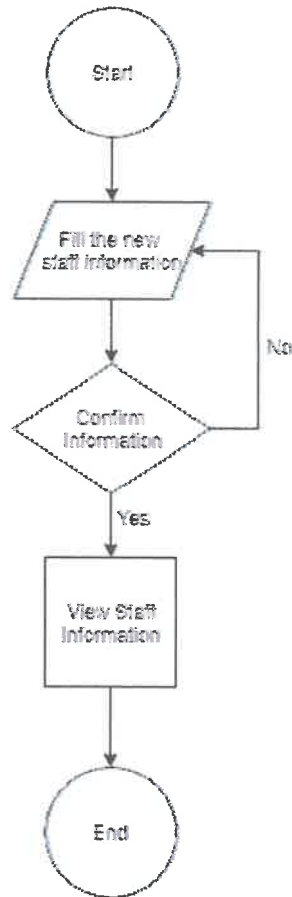 Start
Fill the new
staff information
No
Confirm
Information
Yes
View Staff
Information
End